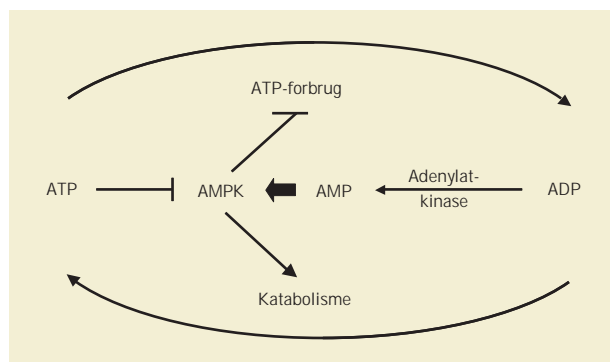 ATP-forbrug
ATP
AMPK
AMP
Adenylat-
kinase
ADP
Katabolisme